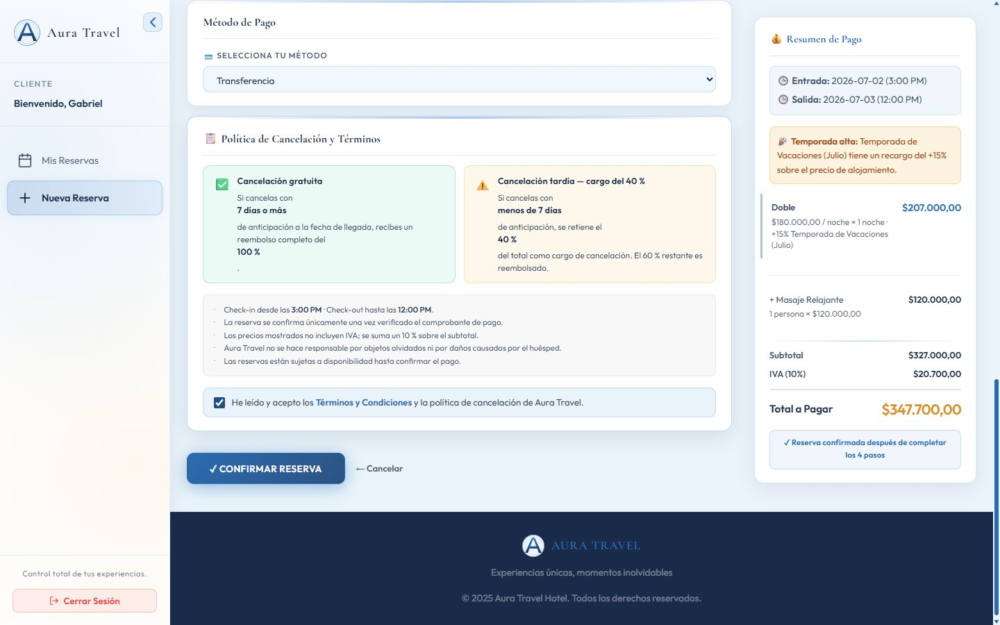 Aura Travel
CLIENTE
Bienvenido, Gabriel
Mis Reservas
Nueva Reserva
Control total de tus experiencias.
Cerrar Sesión
Método de Pago
SELECCIONA TU MÉTODO
Transferencia
Política de Cancelación y Términos
Cancelación gratuita
Si cancelas con
7 días o más
de anticipación a la fecha de llegada, recibes un
reembolso completo del
100 %
.
Cancelación tardía — cargo del 40 %
Si cancelas con
menos de 7 días
de anticipación, se retiene el
40 %
del total como cargo de cancelación. El 60 % restante es
reembolsado.
· Check-in desde las 3:00 PM · Check-out hasta las 12:00 PM.
· La reserva se confirma únicamente una vez verificado el comprobante de pago.
· Los precios mostrados no incluyen IVA; se suma un 10 % sobre el subtotal.
· Aura Travel no se hace responsable por objetos olvidados ni por daños causados por el huésped.
· Las reservas están sujetas a disponibilidad hasta confirmar el pago.
He leído y acepto los Términos y Condiciones y la política de cancelación de Aura Travel.
✓ CONFIRMAR RESERVA
← Cancelar
Resumen de Pago
Entrada: 2026-07-02 (3:00 PM)
Salida: 2026-07-03 (12:00 PM)
Temporada alta: Temporada de
Vacaciones (Julio) tiene un recargo del +15%
sobre el precio de alojamiento.
Doble $207.000,00
$180.000,00 / noche × 1 noche ·
+15% Temporada de Vacaciones
(Julio)
+ Masaje Relajante $120.000,00
1 persona × $120.000,00
Subtotal $327.000,00
IVA (10%) $20.700,00
Total a Pagar $347.700,00
✓ Reserva confirmada después de completar
los 4 pasos
AURA TRAVEL
Experiencias únicas, momentos inolvidables
© 2025 Aura Travel Hotel. Todos los derechos reservados.